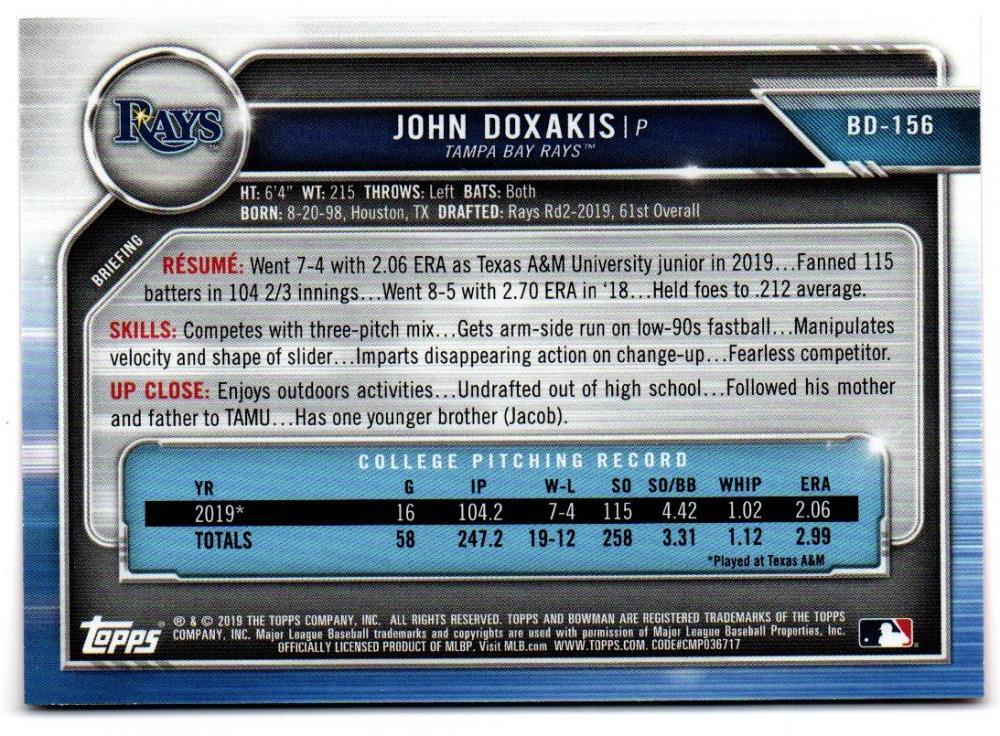 RAYS™
JOHN DOXAKIS | P
TAMPA BAY RAYS™
BD-156
HT: 6'4" WT: 215 THROWS: Left BATS: Both
BORN: 8-20-98, Houston, TX DRAFTED: Rays Rd2-2019, 61st Overall
BRIEFING
RÉSUMÉ: Went 7-4 with 2.06 ERA as Texas A&M University junior in 2019...Fanned 115
batters in 104 2/3 innings...Went 8-5 with 2.70 ERA in '18...Held foes to .212 average.
SKILLS: Competes with three-pitch mix...Gets arm-side run on low-90s fastball...Manipulates
velocity and shape of slider...Imparts disappearing action on change-up...Fearless competitor.
UP CLOSE: Enjoys outdoors activities...Undrafted out of high school...Followed his mother
and father to TAMU...Has one younger brother (Jacob).
COLLEGE PITCHING RECORD
YR G IP W-L SO SO/BB WHIP ERA
2019* 16 104.2 7-4 115 4.42 1.02 2.06
TOTALS 58 247.2 19-12 258 3.31 1.12 2.99
*Played at Texas A&M
topps®
® & © 2019 THE TOPPS COMPANY, INC. ALL RIGHTS RESERVED. TOPPS AND BOWMAN ARE REGISTERED TRADEMARKS OF THE TOPPS
COMPANY, INC. Major League Baseball trademarks and copyrights are used with permission of Major League Baseball Properties, Inc.
OFFICIALLY LICENSED PRODUCT OF MLBP. Visit MLB.com WWW.TOPPS.COM. CODE#CMP036717